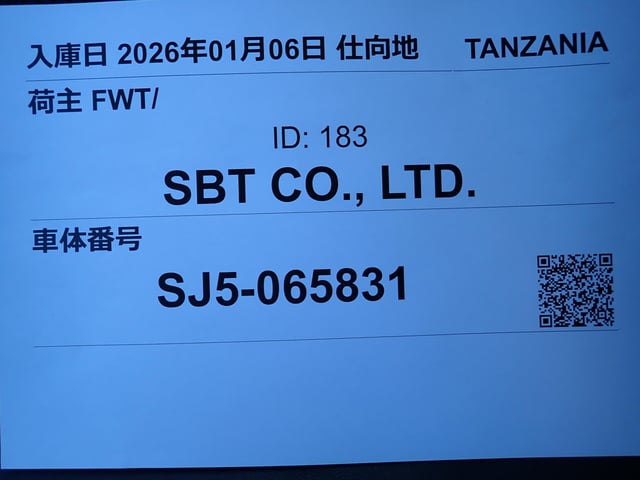 入庫日 2026年01月06日 仕向地 TANZANIA
荷主 FWT/
ID: 183
SBT CO., LTD.
車体番号
SJ5-065831